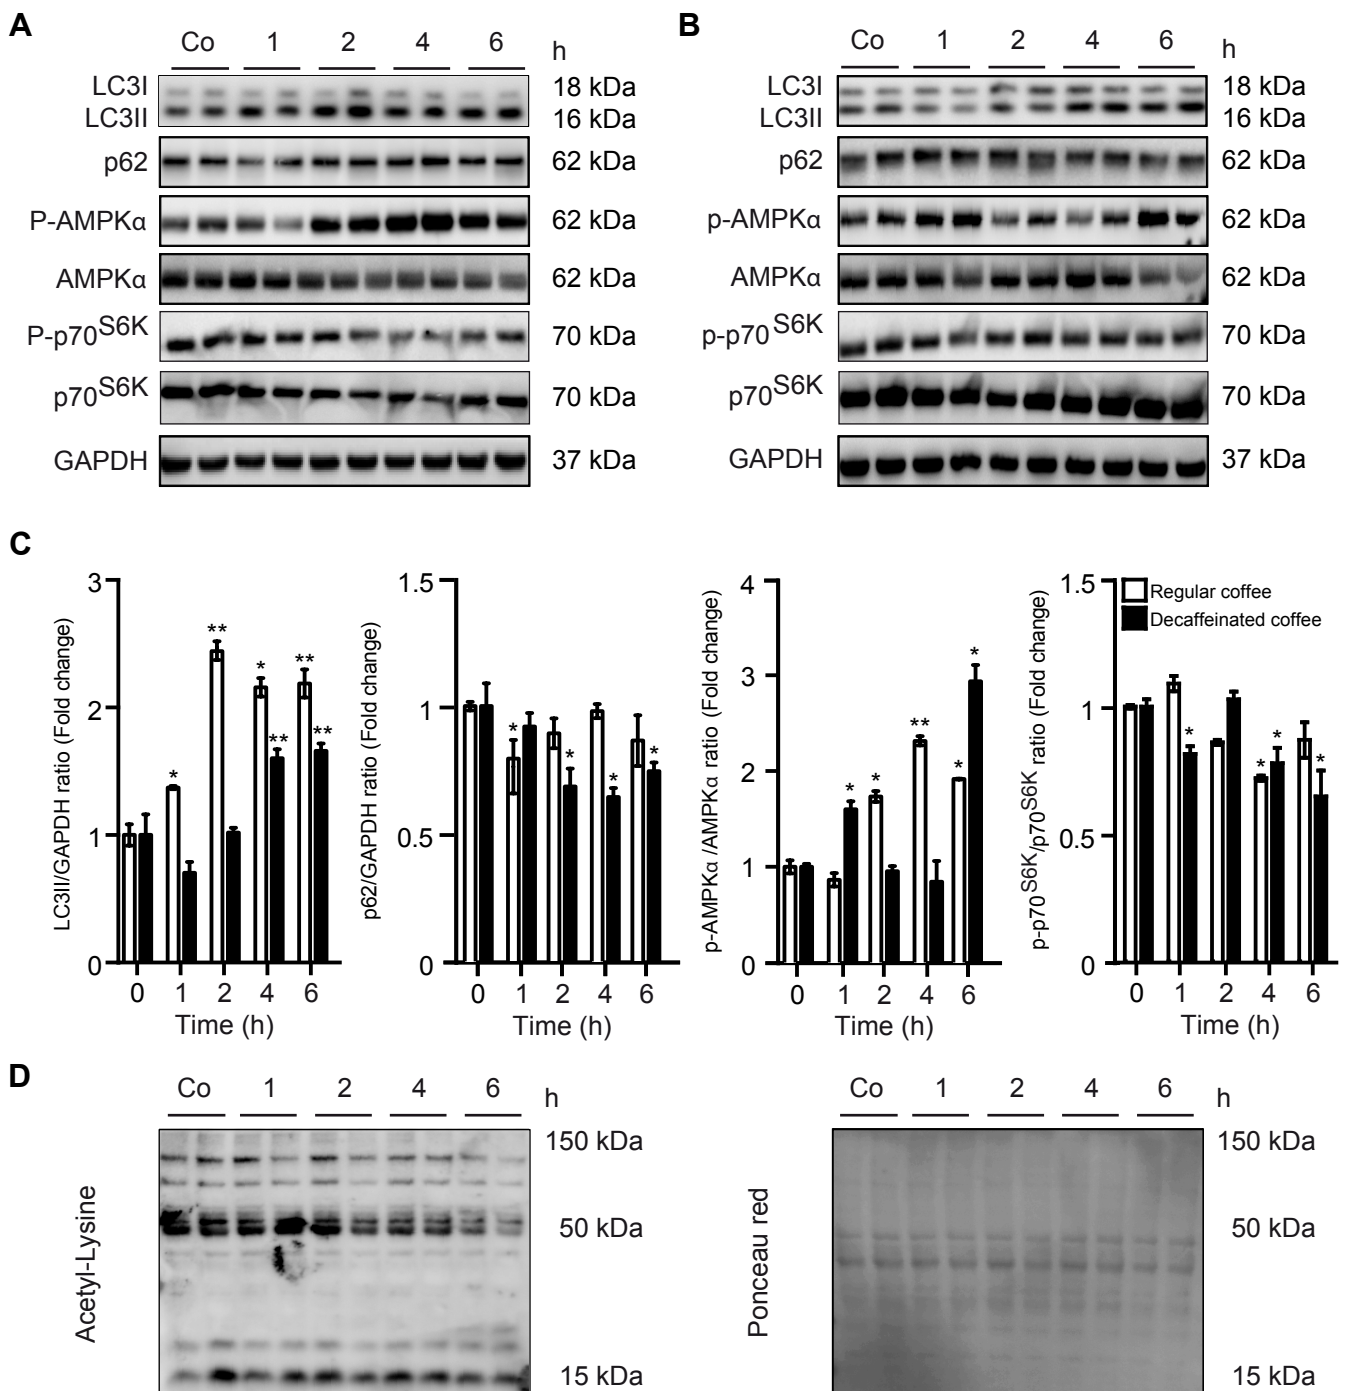 A
Co 1 2 4 6 h
LC3I 18 kDa
LC3II 16 kDa
p62 62 kDa
P-AMPKα 62 kDa
AMPKα 62 kDa
P-p70S6K 70 kDa
p70S6K 70 kDa
GAPDH 37 kDa
B
Co 1 2 4 6 h
LC3I 18 kDa
LC3II 16 kDa
p62 62 kDa
p-AMPKα 62 kDa
AMPKα 62 kDa
p-p70S6K 70 kDa
p70S6K 70 kDa
GAPDH 37 kDa
C
LC3II/GAPDH ratio (Fold change)
3
2
1
0
* ** * ** ** **
0 1 2 4 6
Time (h)
p62/GAPDH ratio (Fold change)
1.5
1
0.5
0
* * * *
0 1 2 4 6
Time (h)
p-AMPKα/AMPKα ratio (Fold change)
4
3
2
1
0
* * ** * *
0 1 2 4 6
Time (h)
p-p70S6K/p70S6K ratio (Fold change)
1.5
1
0.5
0
Regular coffee
Decaffeinated coffee
* * * *
0 1 2 4 6
Time (h)
D
Co 1 2 4 6 h
Acetyl-Lysine
150 kDa
50 kDa
15 kDa
Co 1 2 4 6 h
Ponceau red
150 kDa
50 kDa
15 kDa